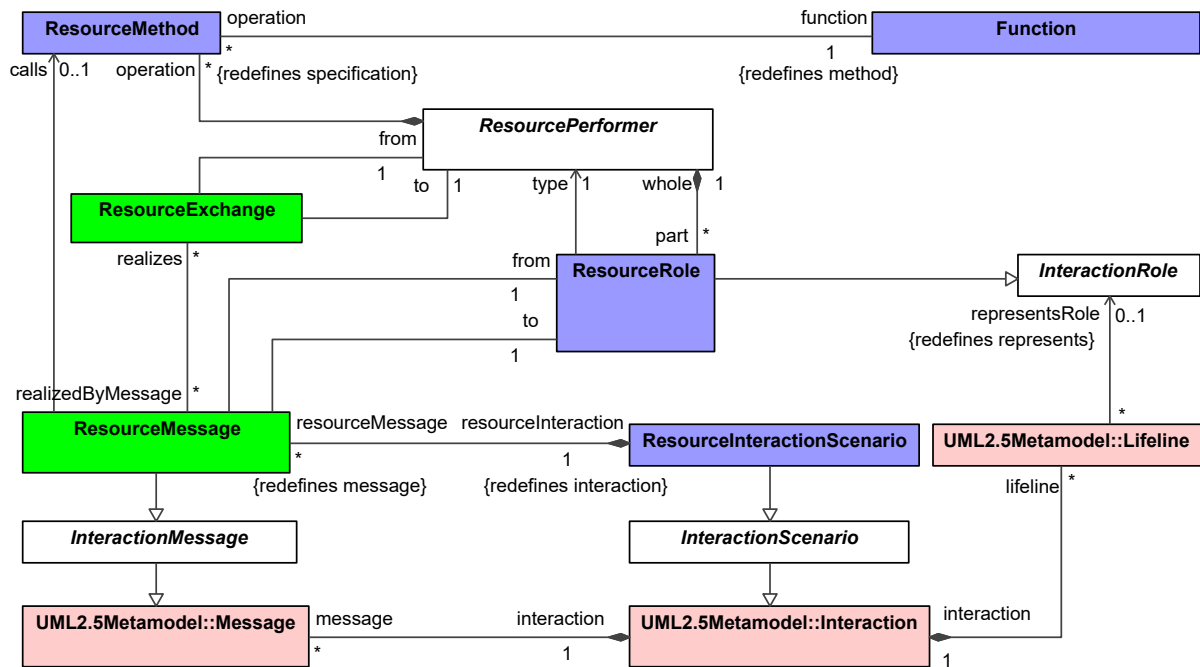 operation
function
ResourceMethod
Function
*
1
calls
0..1
operation
*
{redefines specification}
{redefines method}
ResourcePerformer
from
1
to
1
type
1
whole
1
ResourceExchange
realizes
*
part
*
from
1
ResourceRole
InteractionRole
to
1
representsRole
0..1
{redefines represents}
realizedByMessage
*
*
ResourceMessage
resourceMessage
resourceInteraction
*
1
{redefines message}
{redefines interaction}
ResourceInteractionScenario
UML2.5Metamodel::Lifeline
lifeline
*
InteractionMessage
InteractionScenario
UML2.5Metamodel::Message
message
interaction
*
1
UML2.5Metamodel::Interaction
interaction
1